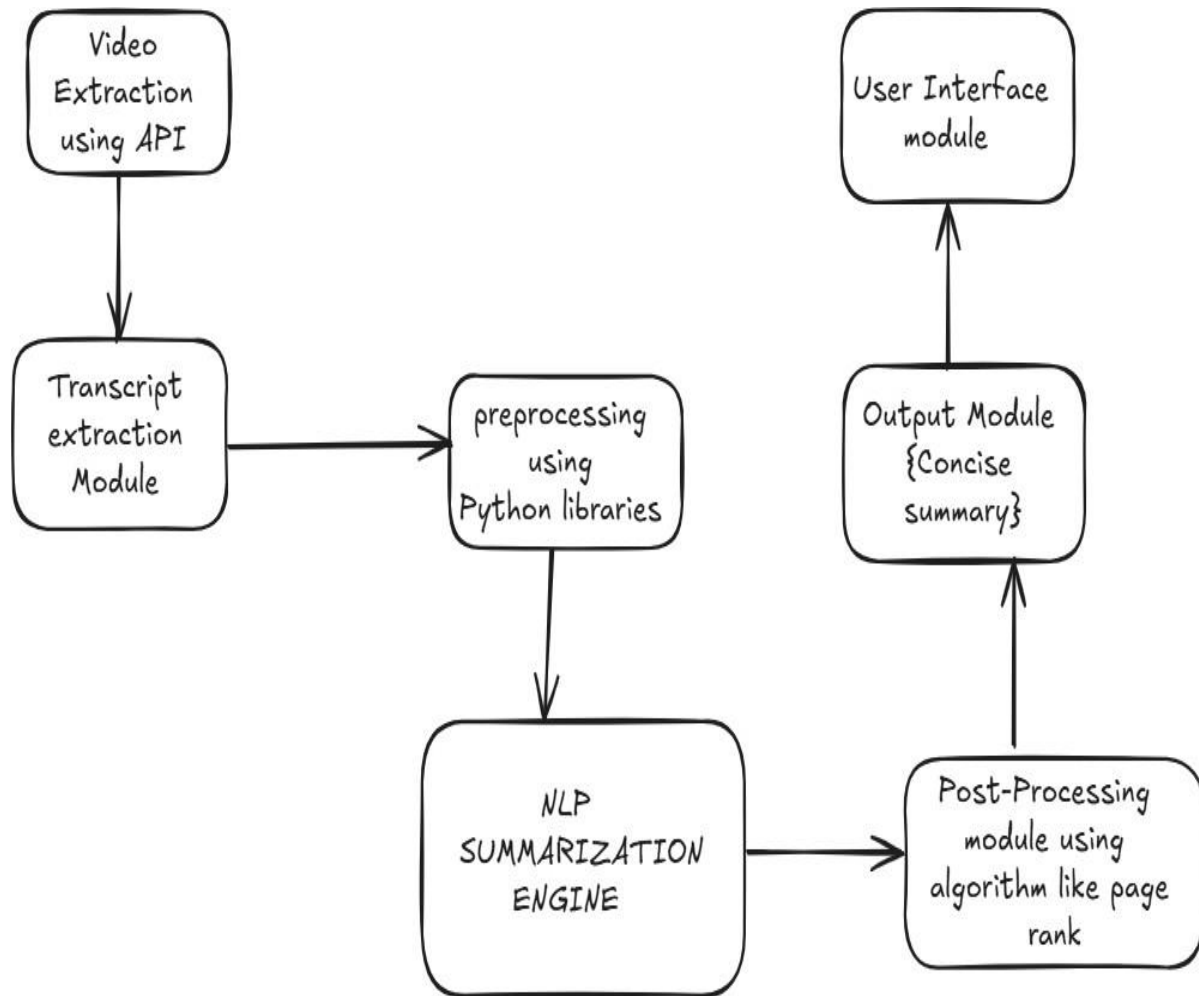 Video
Extraction
using API
Transcript
extraction
Module
preprocessing
using
Python libraries
NLP
SUMMARIZATION
ENGINE
Post-Processing
module using
algorithm like page
rank
Output Module
{Concise
summary}
User Interface
module